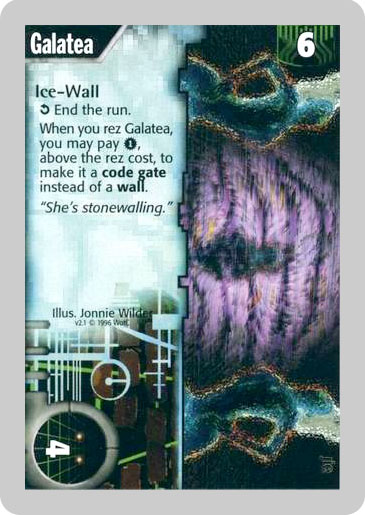 Galatea
6
Ice-Wall
End the run.
When you rez Galatea,
you may pay 1,
above the rez cost, to
make it a code gate
instead of a wall.
"She's stonewalling."
Illus. Jonnie Wilder
v2.1 © 1996 WotC
4